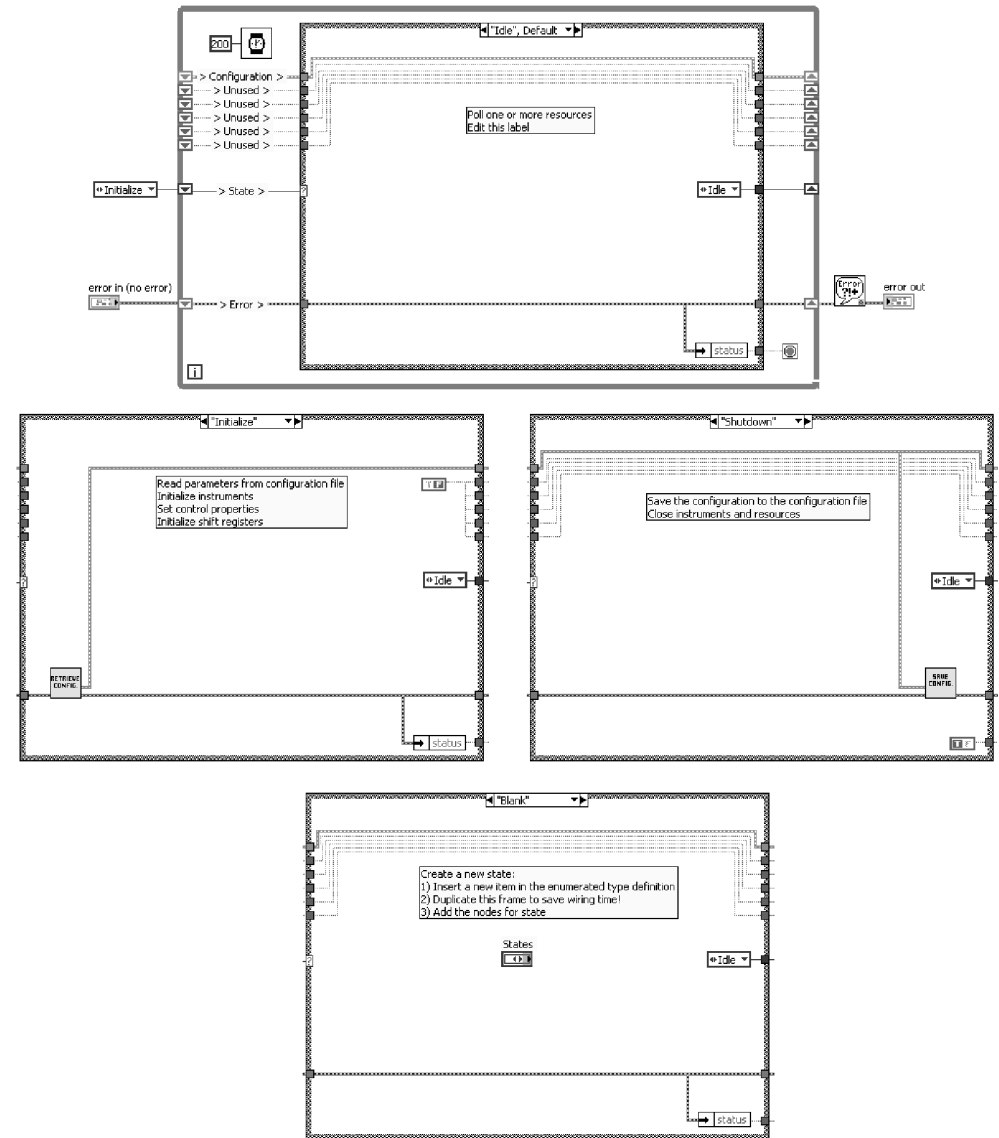 "Idle", Default
200
> Configuration >
> Unused >
> Unused >
> Unused >
> Unused >
> Unused >
Poll one or more resources
Edit this label
Initialize
> State >
Idle
error in (no error)
> Error >
Error
?!+
error out
status
i
"Initialize"
Read parameters from configuration file
Initialize instruments
Set control properties
Initialize shift registers
T F
Idle
RETRIEVE
CONFIG.
status
"Shutdown"
Save the configuration to the configuration file
Close instruments and resources
Idle
SAVE
CONFIG.
T F
"Blank"
Create a new state:
1) Insert a new item in the enumerated type definition
2) Duplicate this frame to save wiring time!
3) Add the nodes for state
States
Idle
status